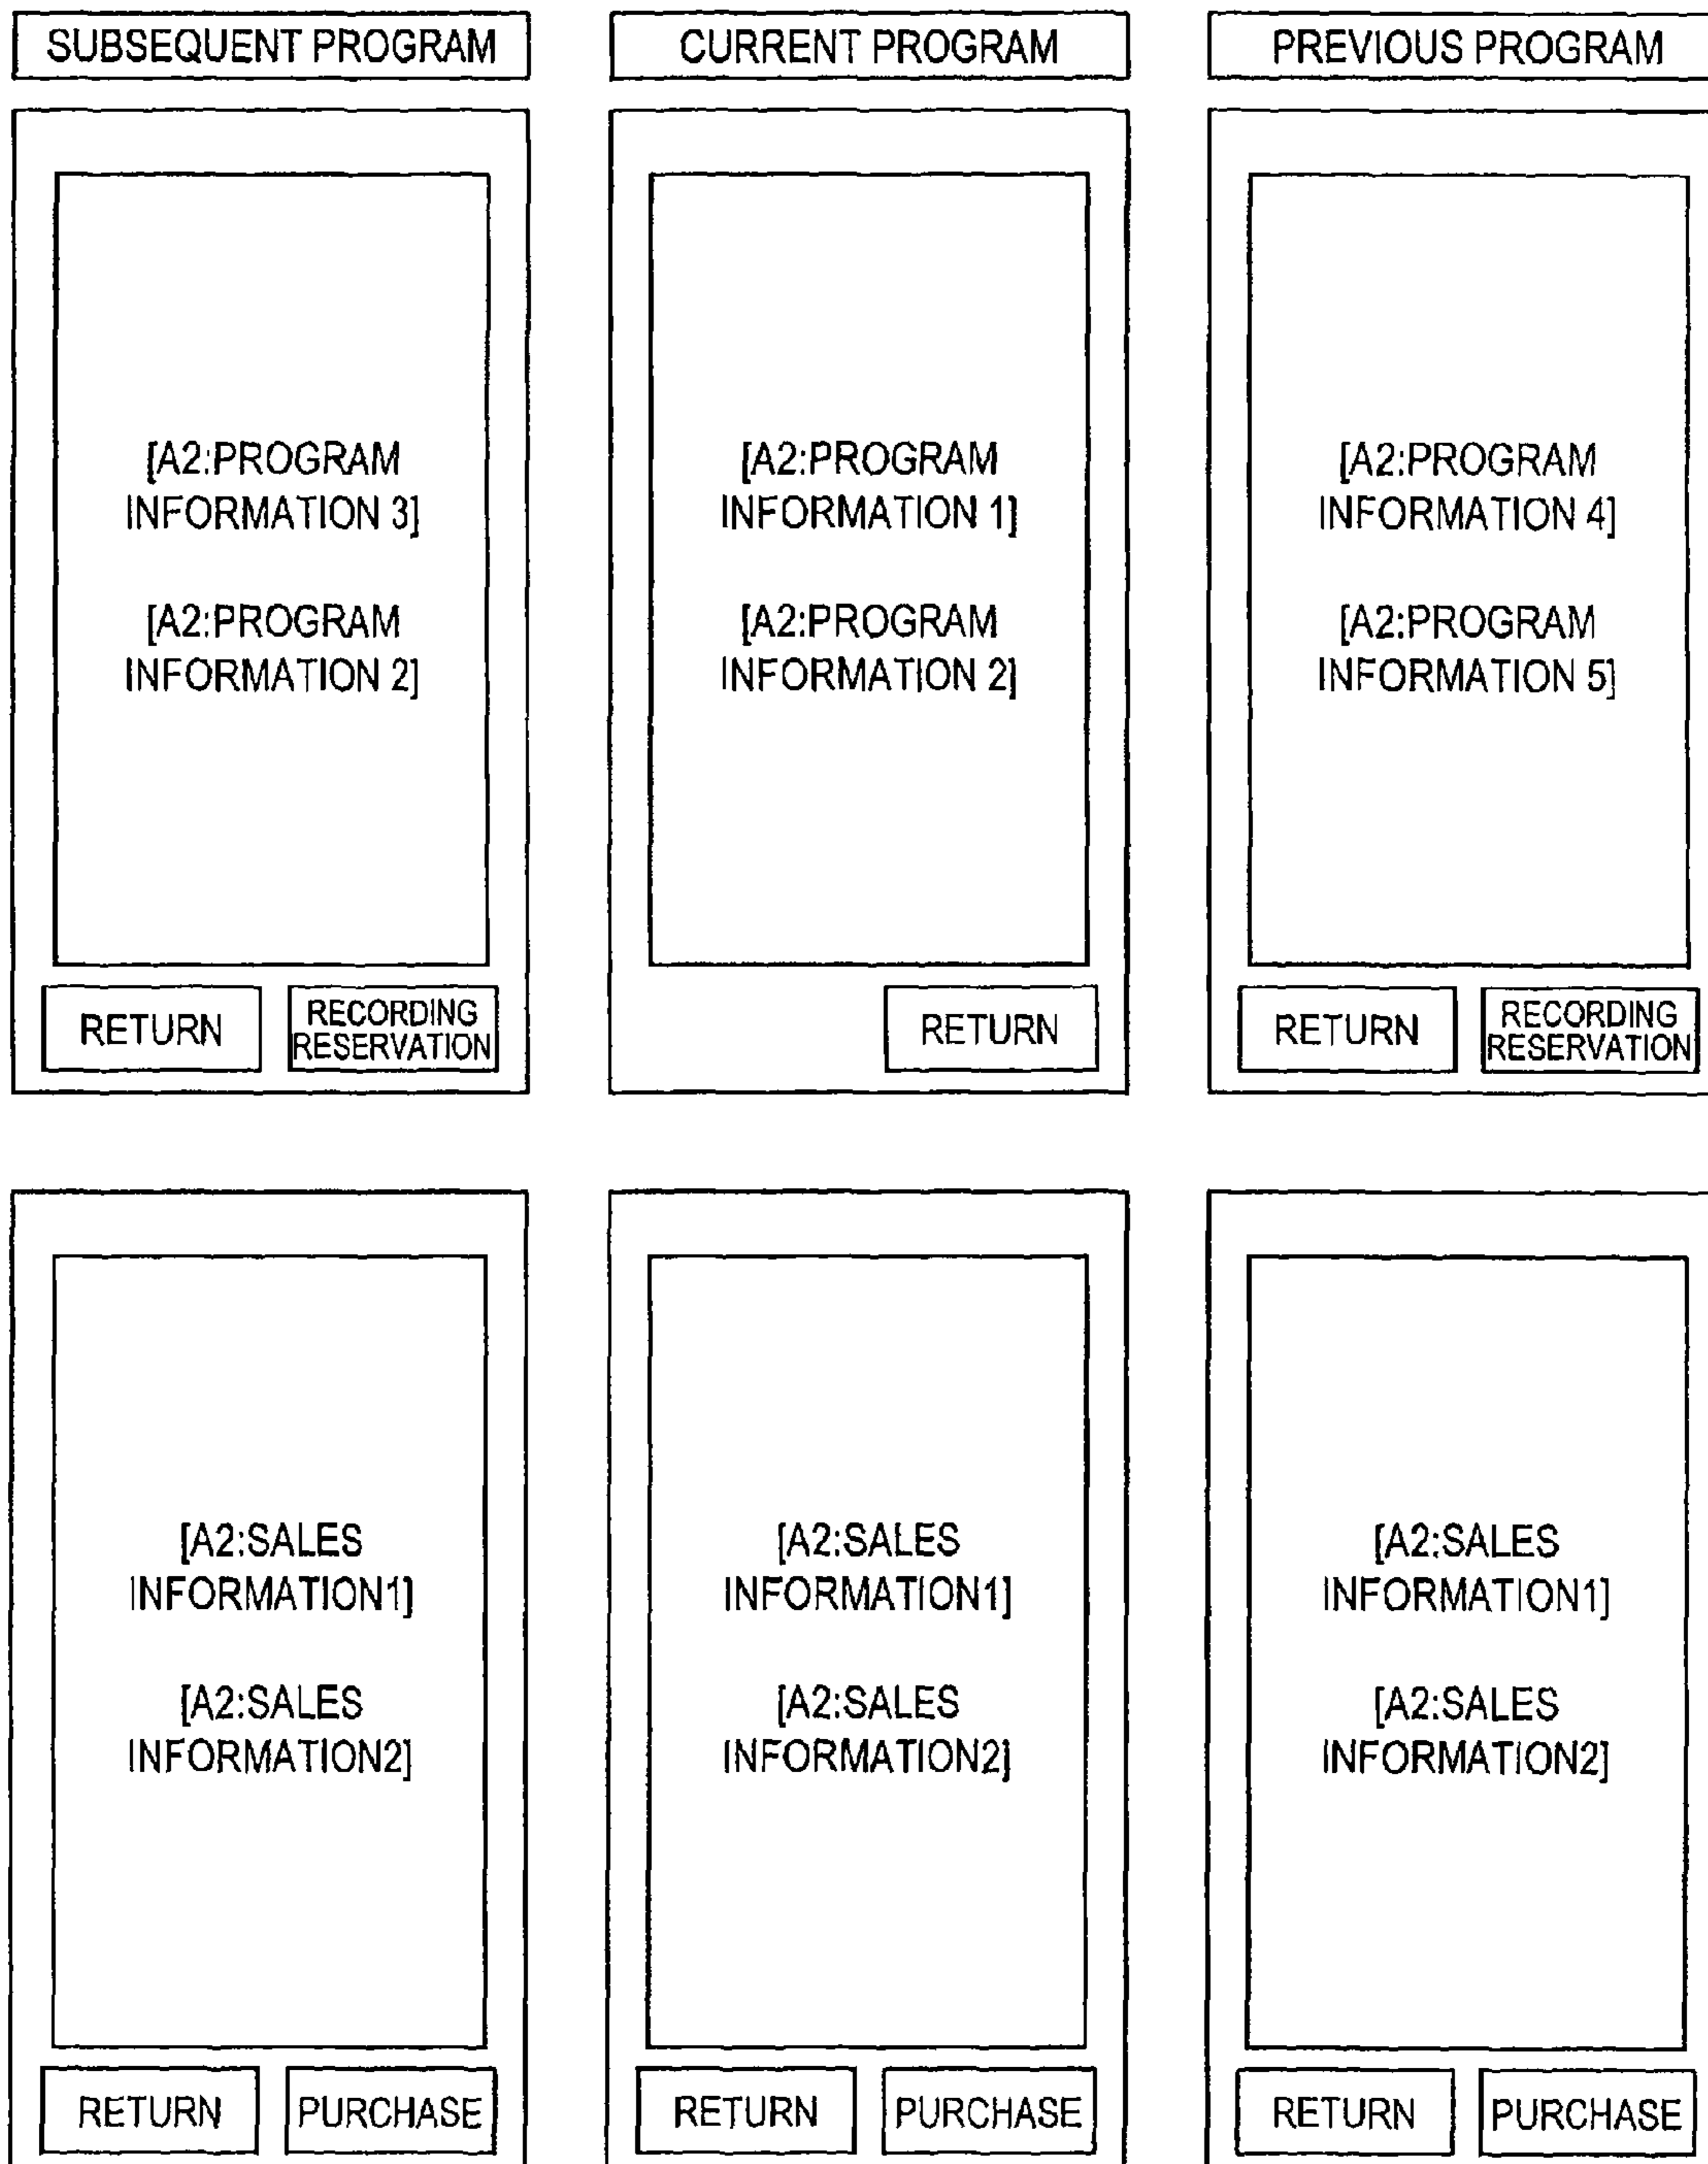 SUBSEQUENT PROGRAM
CURRENT PROGRAM
PREVIOUS PROGRAM
[A2:PROGRAM
INFORMATION 3]
[A2:PROGRAM
INFORMATION 2]
RETURN
RECORDING
RESERVATION
[A2:PROGRAM
INFORMATION 1]
[A2:PROGRAM
INFORMATION 2]
RETURN
[A2:PROGRAM
INFORMATION 4]
[A2:PROGRAM
INFORMATION 5]
RETURN
RECORDING
RESERVATION
[A2:SALES
INFORMATION1]
[A2:SALES
INFORMATION2]
RETURN
PURCHASE
[A2:SALES
INFORMATION1]
[A2:SALES
INFORMATION2]
RETURN
PURCHASE
[A2:SALES
INFORMATION1]
[A2:SALES
INFORMATION2]
RETURN
PURCHASE